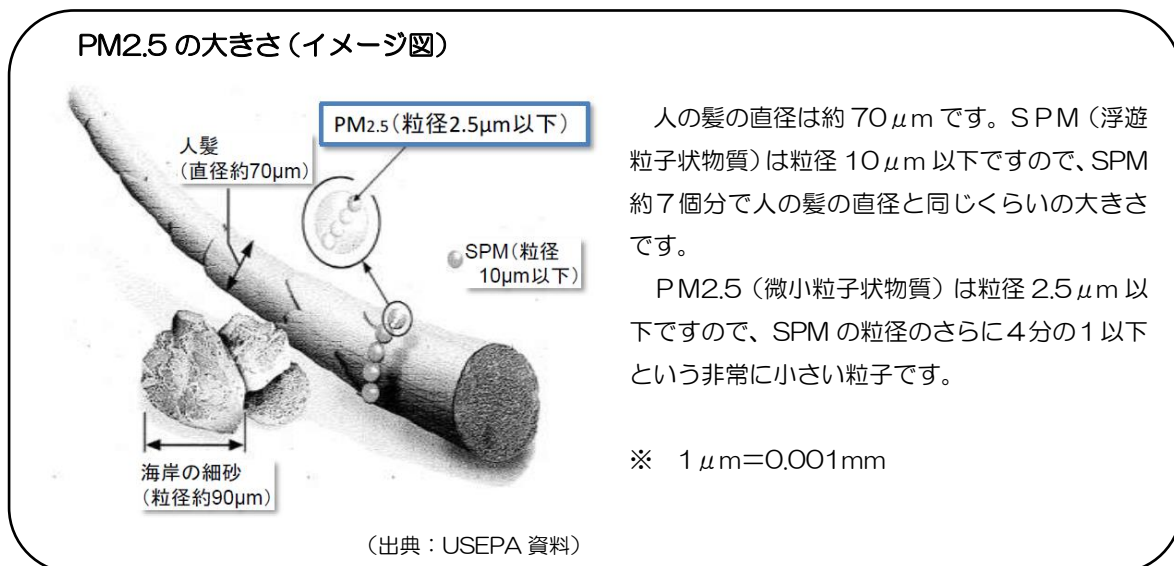 PM2.5 の大きさ（イメージ図）
PM2.5（粒径2.5μm以下）
人髪
（直径約70μm）
SPM（粒径
10μm以下）
海岸の細砂
（粒径約90μm）
（出典：USEPA 資料）
人の髪の直径は約 70μm です。ＳＰＭ（浮遊
粒子状物質）は粒径 10μm 以下ですので、SPM
約７個分で人の髪の直径と同じくらいの大きさ
です。
ＰＭ2.5（微小粒子状物質）は粒径 2.5μm 以
下ですので、SPM の粒径のさらに４分の１以下
という非常に小さい粒子です。
※　１μm＝0.001mm